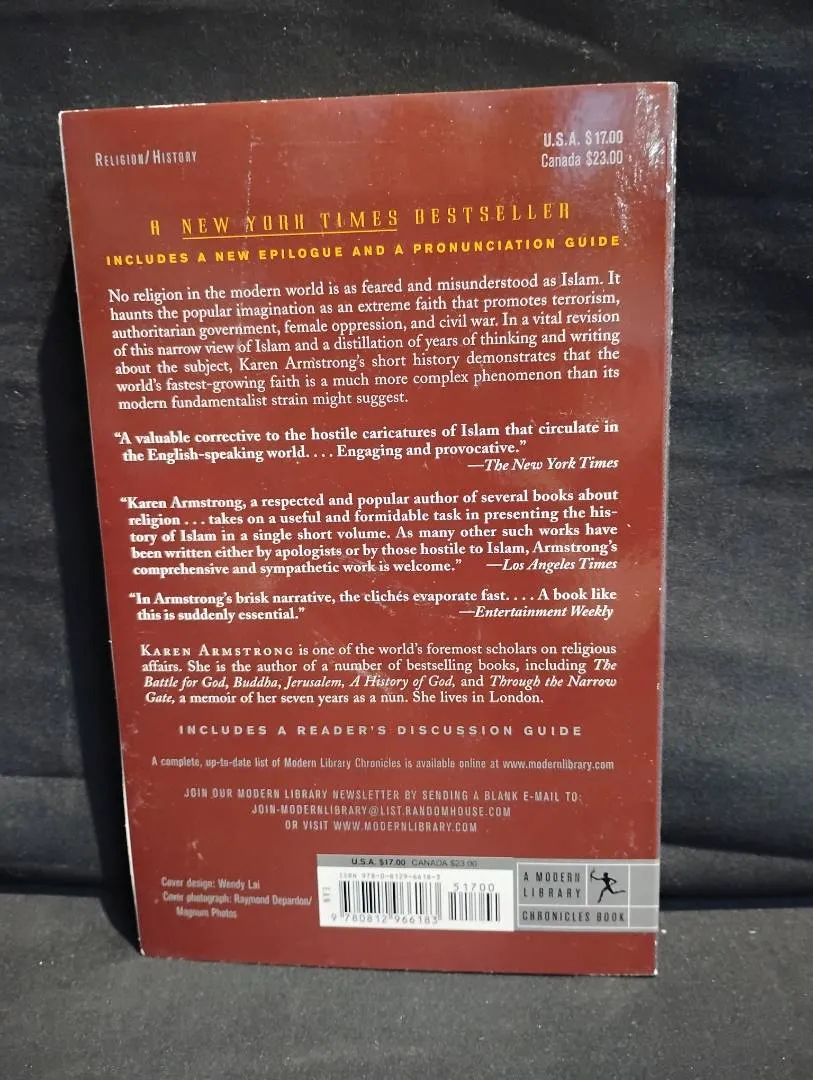 RELIGION/HISTORY
U.S.A. $17.00
Canada $23.00
A NEW YORK TIMES BESTSELLER
INCLUDES A NEW EPILOGUE AND A PRONUNCIATION GUIDE
No religion in the modern world is as feared and misunderstood as Islam. It
haunts the popular imagination as an extreme faith that promotes terrorism,
authoritarian government, female oppression, and civil war. In a vital revision
of this narrow view of Islam and a distillation of years of thinking and writing
about the subject, Karen Armstrong's short history demonstrates that the
world's fastest-growing faith is a much more complex phenomenon than its
modern fundamentalist strain might suggest.
“A valuable corrective to the hostile caricatures of Islam that circulate in
the English-speaking world. . . . Engaging and provocative.”
—The New York Times
“Karen Armstrong, a respected and popular author of several books about
religion . . . takes on a useful and formidable task in presenting the his-
tory of Islam in a single short volume. As many other such works have
been written either by apologists or by those hostile to Islam, Armstrong's
comprehensive and sympathetic work is welcome.” —Los Angeles Times
“In Armstrong's brisk narrative, the clichés evaporate fast. . . . A book like
this is suddenly essential.” —Entertainment Weekly
KAREN ARMSTRONG is one of the world's foremost scholars on religious
affairs. She is the author of a number of bestselling books, including The
Battle for God, Buddha, Jerusalem, A History of God, and Through the Narrow
Gate, a memoir of her seven years as a nun. She lives in London.
INCLUDES A READER'S DISCUSSION GUIDE
A complete, up-to-date list of Modern Library Chronicles is available online at www.modernlibrary.com
JOIN OUR MODERN LIBRARY NEWSLETTER BY SENDING A BLANK E-MAIL TO:
JOIN-MODERNLIBRARY@LIST.RANDOMHOUSE.COM
OR VISIT WWW.MODERNLIBRARY.COM
Cover design: Wendy Lai
Cover photograph: Raymond Depardon/
Magnum Photos
U.S.A. $17.00 CANADA $23.00
ISBN 978-0-8129-6618-3
EAN
51700
9 780812 966183
A MODERN
LIBRARY
CHRONICLES BOOK